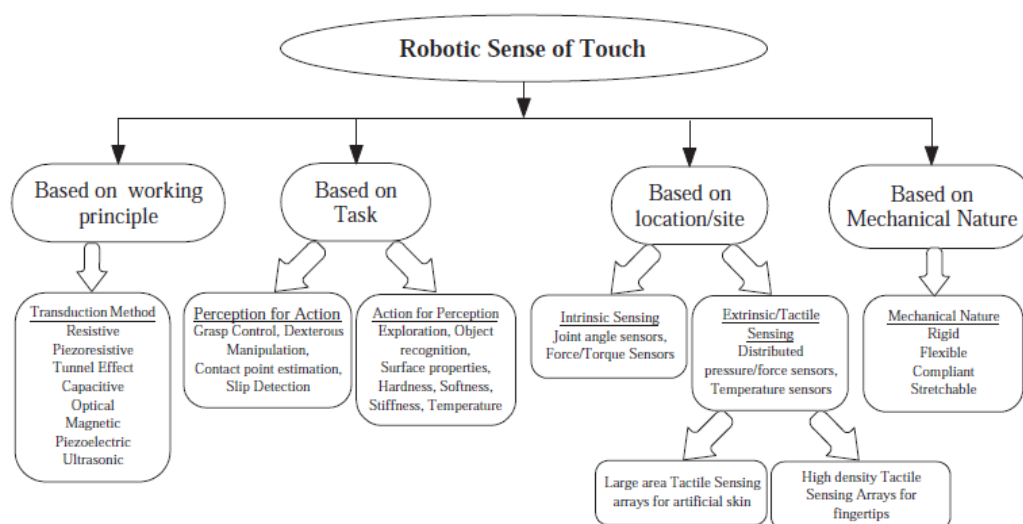 Robotic Sense of Touch
Based on working
principle
Based on
Task
Based on
location/site
Based on
Mechanical Nature
Transduction Method
Resistive
Piezoresistive
Tunnel Effect
Capacitive
Optical
Magnetic
Piezoelectric
Ultrasonic
Perception for Action
Grasp Control, Dexterous
Manipulation,
Contact point estimation,
Slip Detection
Action for Perception
Exploration, Object
recognition,
Surface properties,
Hardness, Softness,
Stiffness, Temperature
Intrinsic Sensing
Joint angle sensors,
Force/Torque Sensors
Extrinsic/Tactile
Sensing
Distributed
pressure/force sensors,
Temperature sensors
Mechanical Nature
Rigid
Flexible
Compliant
Stretchable
Large area Tactile Sensing
arrays for artificial skin
High density Tactile
Sensing Arrays for
fingertips